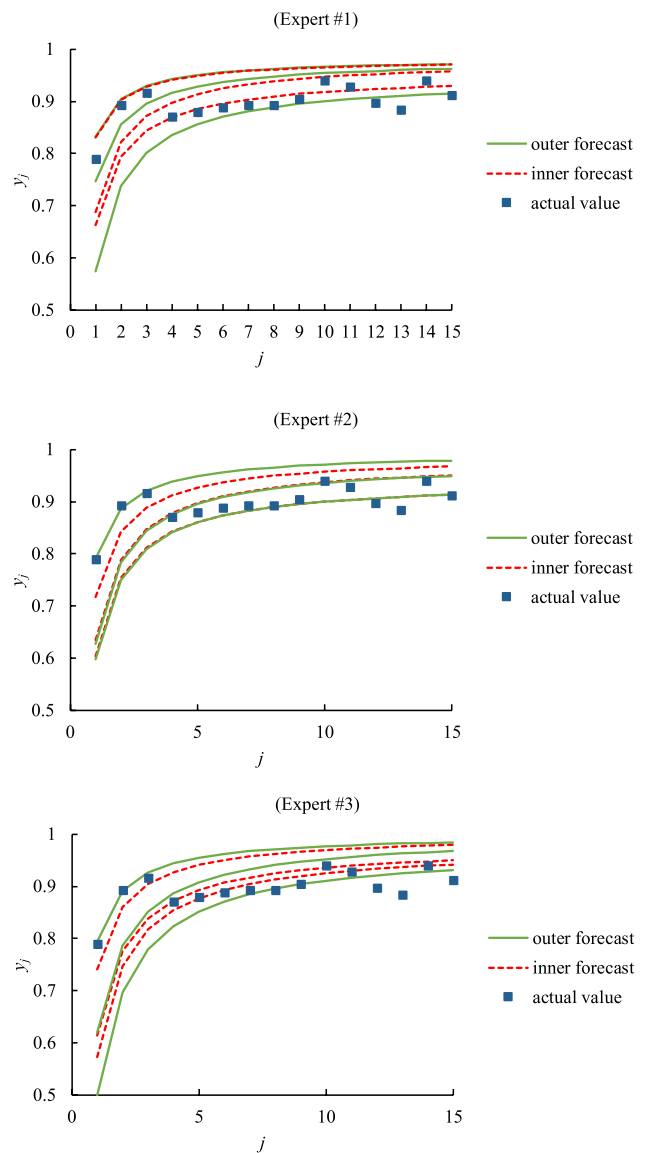 (Expert #1)
1
0.9
0.8
0.7
0.6
0.5
y_j
0 1 2 3 4 5 6 7 8 9 10 11 12 13 14 15
j
outer forecast
inner forecast
actual value
(Expert #2)
1
0.9
0.8
0.7
0.6
0.5
y_j
0 5 10 15
j
outer forecast
inner forecast
actual value
(Expert #3)
1
0.9
0.8
0.7
0.6
0.5
y_j
0 5 10 15
j
outer forecast
inner forecast
actual value